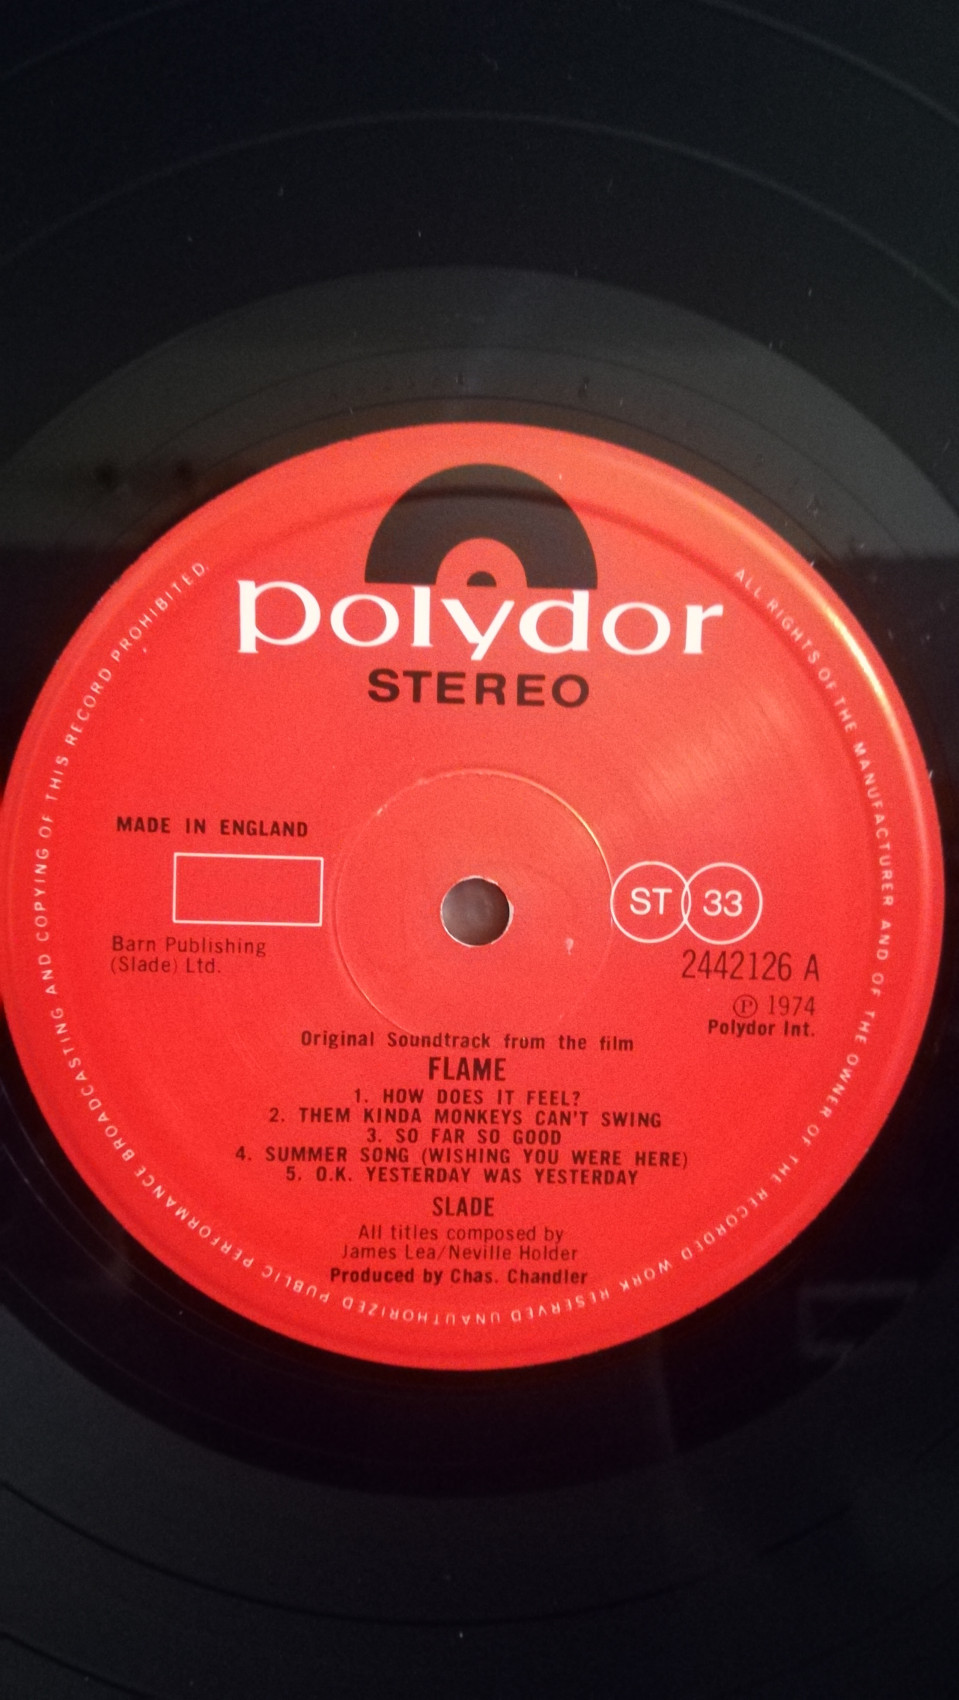 polydor
STEREO
MADE IN ENGLAND
Barn Publishing
(Slade) Ltd.
ST 33
2442126 A
℗ 1974
Polydor Int.
Original Soundtrack from the film
FLAME
1. HOW DOES IT FEEL?
2. THEM KINDA MONKEYS CAN'T SWING
3. SO FAR SO GOOD
4. SUMMER SONG (WISHING YOU WERE HERE)
5. O.K. YESTERDAY WAS YESTERDAY
SLADE
All titles composed by
James Lea/Neville Holder
Produced by Chas. Chandler
ALL RIGHTS OF THE MANUFACTURER AND OF THE OWNER OF THE RECORDED WORK RESERVED UNAUTHORIZED PUBLIC PERFORMANCE BROADCASTING AND COPYING OF THIS RECORD PROHIBITED.